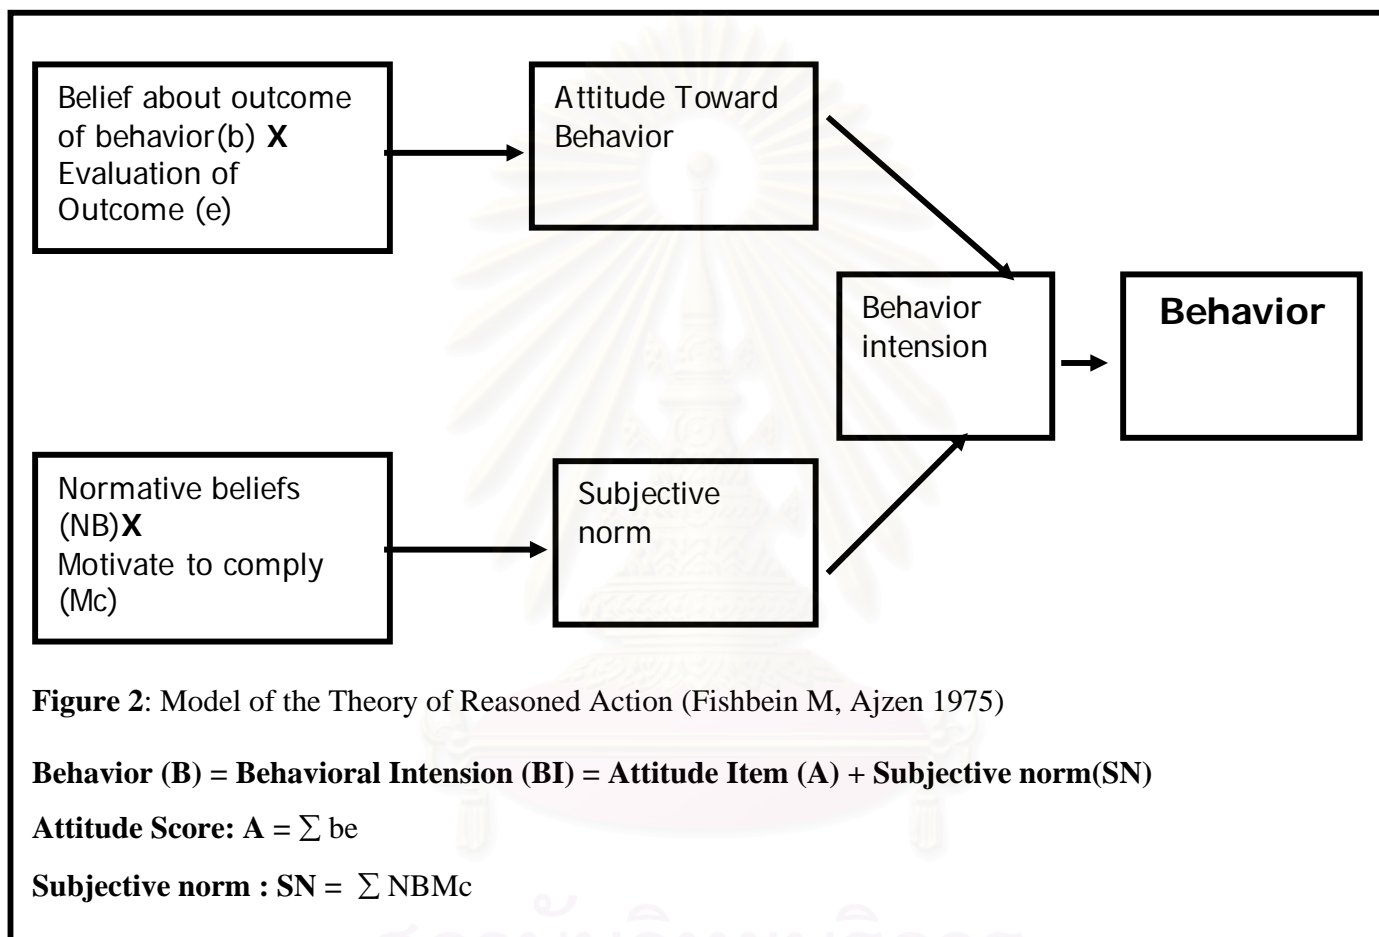 Belief about outcome
of behavior(b) X
Evaluation of
Outcome (e)
Attitude Toward
Behavior
Behavior
intension
Behavior
Normative beliefs
(NB)X
Motivate to comply
(Mc)
Subjective
norm
Figure 2: Model of the Theory of Reasoned Action (Fishbein M, Ajzen 1975)
Behavior (B) = Behavioral Intension (BI) = Attitude Item (A) + Subjective norm(SN)
Attitude Score: A = ∑ be
Subjective norm : SN = ∑ NBMc